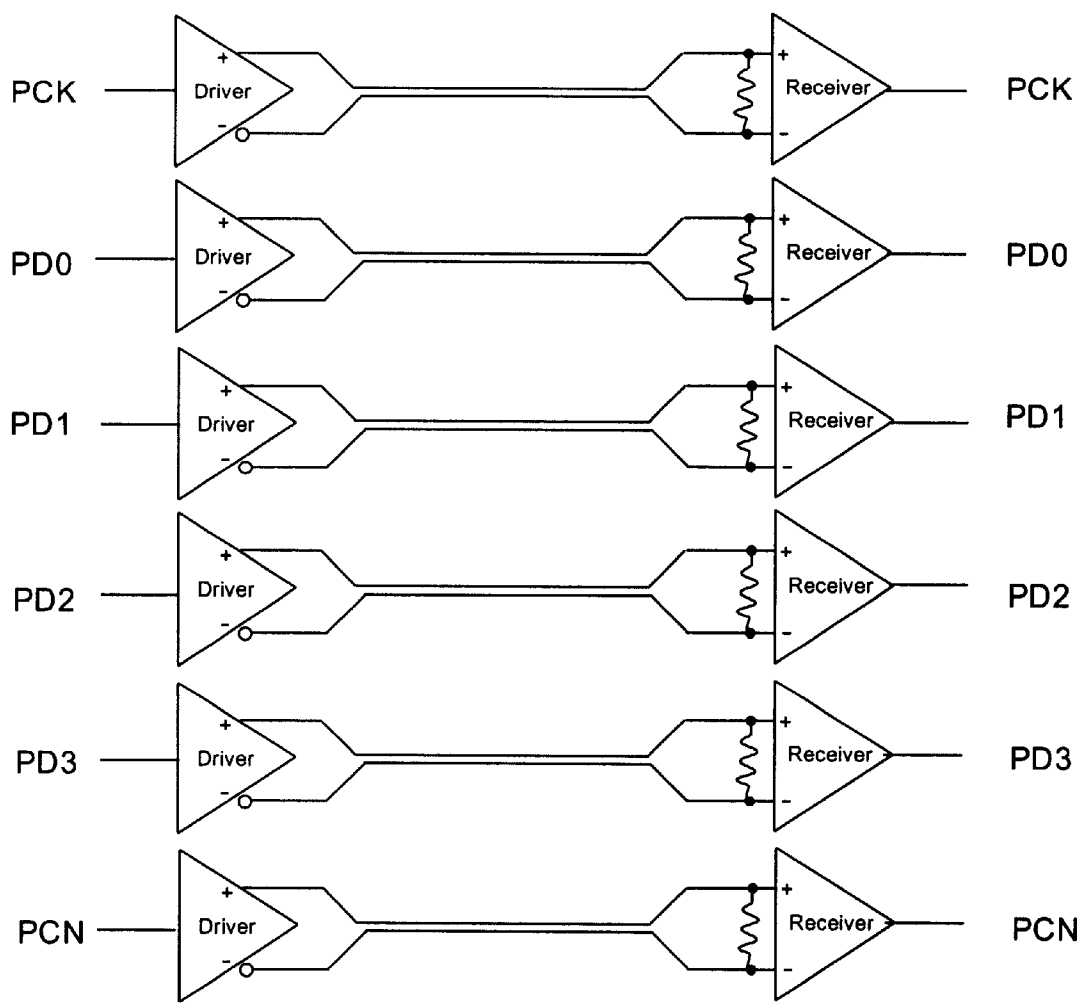 PCK + Driver - + Receiver - PCK
PD0 + Driver - + Receiver - PD0
PD1 + Driver - + Receiver - PD1
PD2 + Driver - + Receiver - PD2
PD3 + Driver - + Receiver - PD3
PCN + Driver - + Receiver - PCN